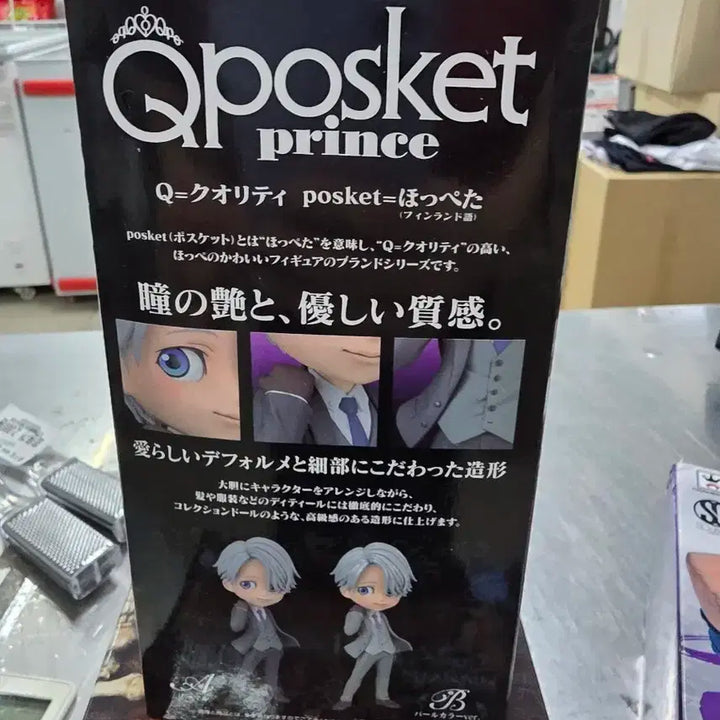 Qposket
prince
Q=クオリティ posket=ほっぺた
(フィンランド語)
posket(ポスケット)とは"ほっぺた"を意味し、"Q=クオリティ"の高い、
ほっぺのかわいいフィギュアのブランドシリーズです。
瞳の艶と、優しい質感。
愛らしいデフォルメと細部にこだわった造形
大胆にキャラクターをアレンジしながら、
髪や服装などのディティールには徹底的にこだわり、
コレクションドールのような、高級感のある造形に仕上げます。
A
B
パールカラーver.